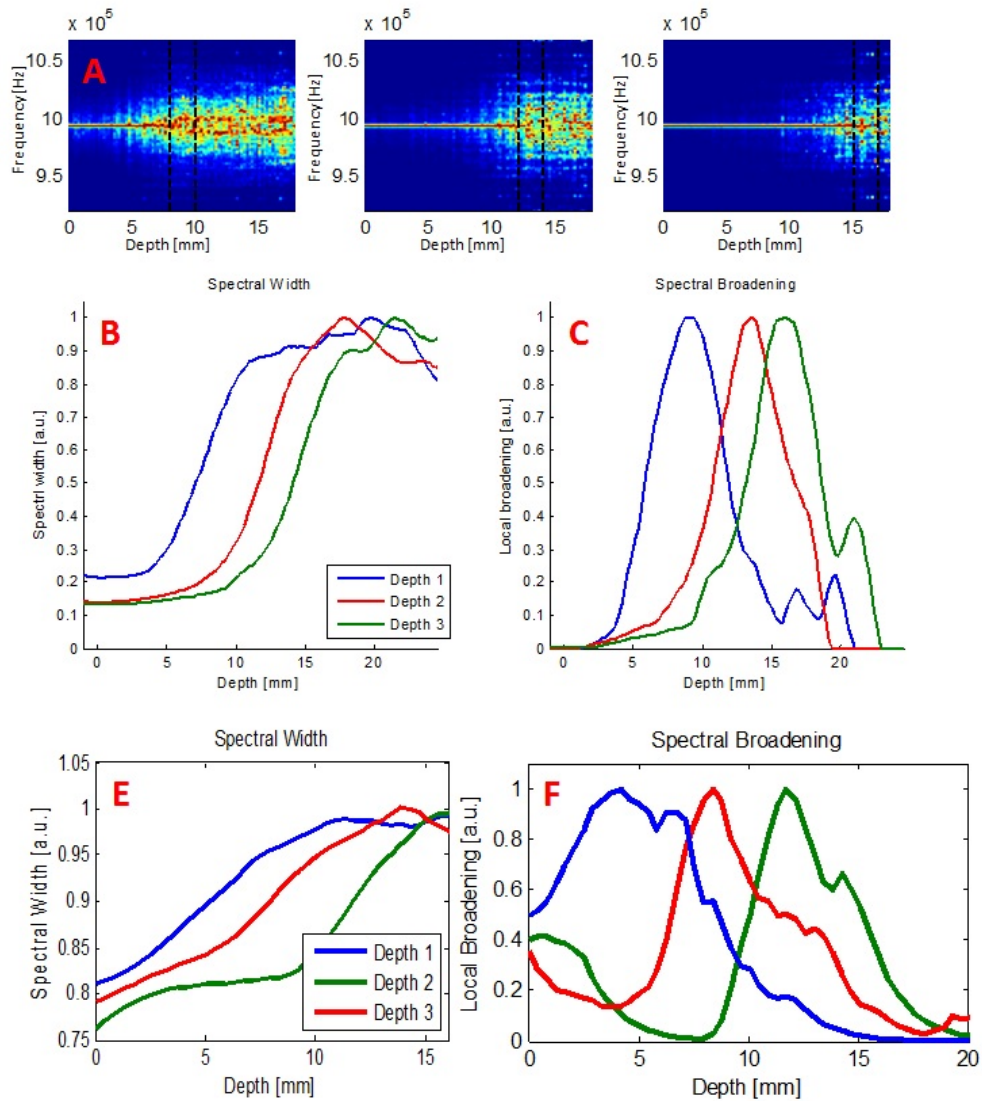 x 10⁵ x 10⁵ x 10⁵
A
Frequency[Hz]
10.5
10
9.5
0 5 10 15
Depth [mm]
Frequency[Hz]
10.5
10
9.5
0 5 10 15
Depth [mm]
Frequency[Hz]
10.5
10
9.5
0 5 10 15
Depth [mm]
Spectral Width
B
Spectrl width [a.u.]
1
0.9
0.8
0.7
0.6
0.5
0.4
0.3
0.2
0.1
0
0 5 10 15 20
Depth [mm]
Depth 1
Depth 2
Depth 3
Spectral Broadening
C
Local broadening [a.u.]
1
0.9
0.8
0.7
0.6
0.5
0.4
0.3
0.2
0.1
0
0 5 10 15 20
Depth [mm]
Spectral Width
E
Spectral Width [a.u.]
1.05
1
0.95
0.9
0.85
0.8
0.75
0 5 10 15
Depth [mm]
Depth 1
Depth 2
Depth 3
Spectral Broadening
F
Local Broadening [a.u.]
1
0.8
0.6
0.4
0.2
0
0 5 10 15 20
Depth [mm]